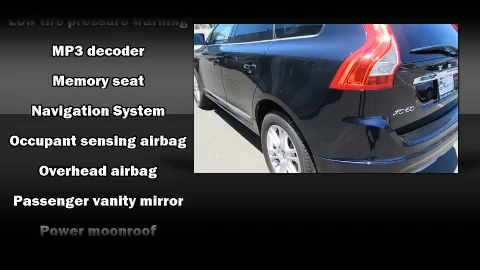 Low tire pressure warning
MP3 decoder
Memory seat
Navigation System
Occupant sensing airbag
Overhead airbag
Passenger vanity mirror
Power moonroof
XC60